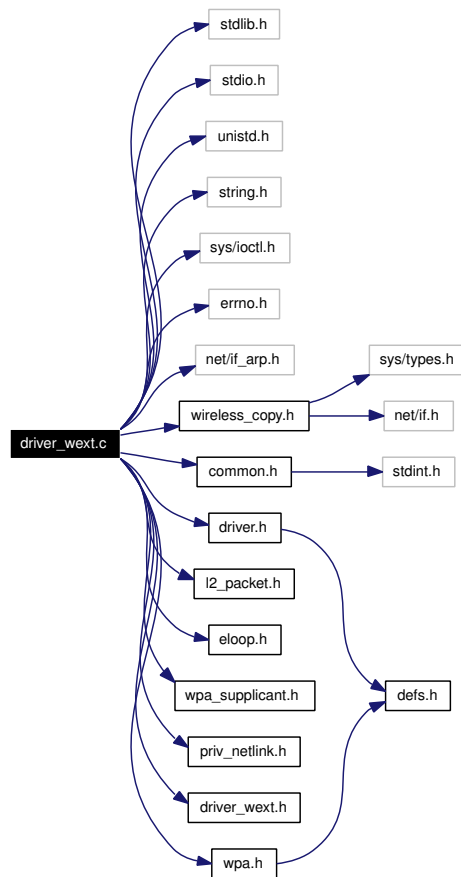 stdlib.h
stdio.h
unistd.h
string.h
sys/ioctl.h
errno.h
net/if_arp.h
sys/types.h
wireless_copy.h
net/if.h
driver_wext.c
common.h
stdint.h
driver.h
l2_packet.h
eloop.h
wpa_supplicant.h
defs.h
priv_netlink.h
driver_wext.h
wpa.h